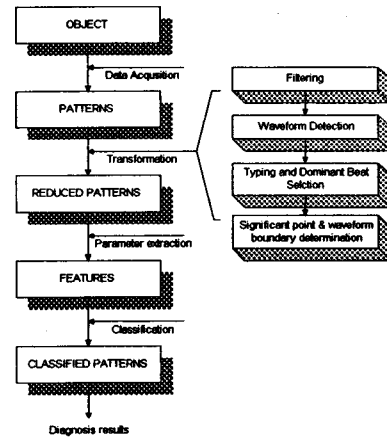 OBJECT
Data Acqusition
PATTERNS
Transformation
REDUCED PATTERNS
Parameter extraction
FEATURES
Classification
CLASSIFIED PATTERNS
Diagnosis results
Filtering
Waveform Detection
Typing and Dominant Beat
Selction
Significant point & waveform
boundary determination